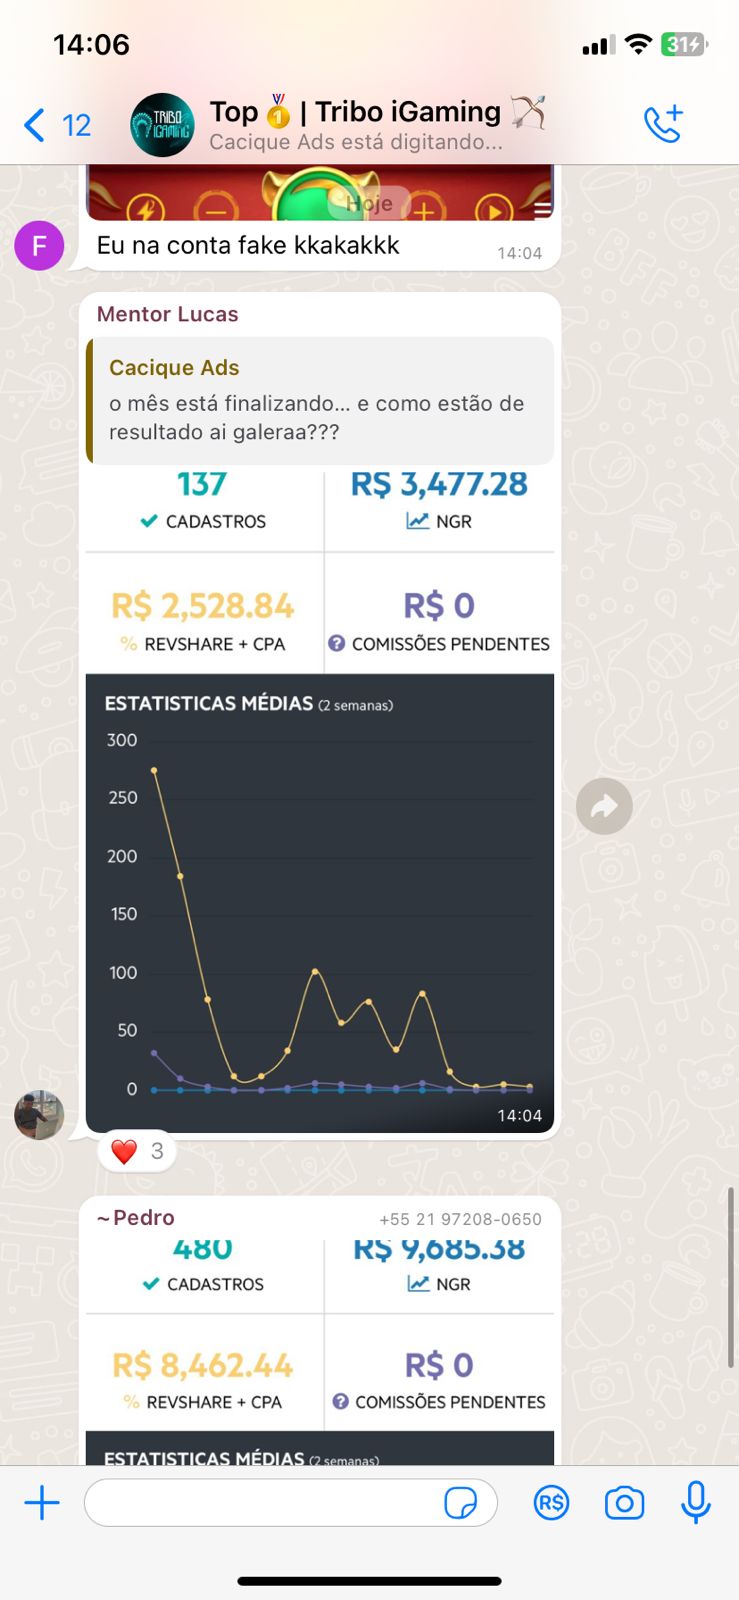 14:06
31
12
TRIBO
IGAMING
Top🥇 | Tribo iGaming 🏹
Cacique Ads está digitando...
Hoje
F
Eu na conta fake kkakakkk
14:04
Mentor Lucas
Cacique Ads
o mês está finalizando... e como estão de
resultado ai galeraa???
137
R$ 3,477.28
CADASTROS
NGR
R$ 2,528.84
R$ 0
% REVSHARE + CPA
? COMISSÕES PENDENTES
ESTATISTICAS MÉDIAS (2 semanas)
300
250
200
150
100
50
0
14:04
❤️ 3
~Pedro
+55 21 97208-0650
480
R$ 9,685.38
CADASTROS
NGR
R$ 8,462.44
R$ 0
% REVSHARE + CPA
? COMISSÕES PENDENTES
ESTATISTICAS MÉDIAS (2 semanas)
R$